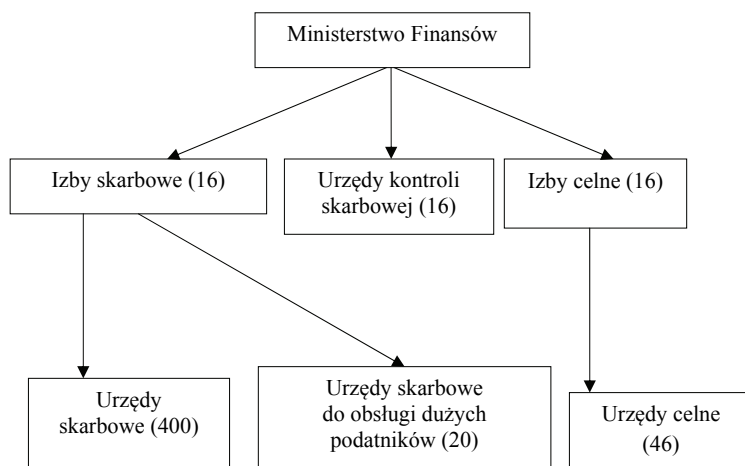 Ministerstwo Finansów
Izby skarbowe (16)
Urzędy kontroli
skarbowej (16)
Izby celne (16)
Urzędy
skarbowe (400)
Urzędy skarbowe
do obsługi dużych
podatników (20)
Urzędy celne
(46)